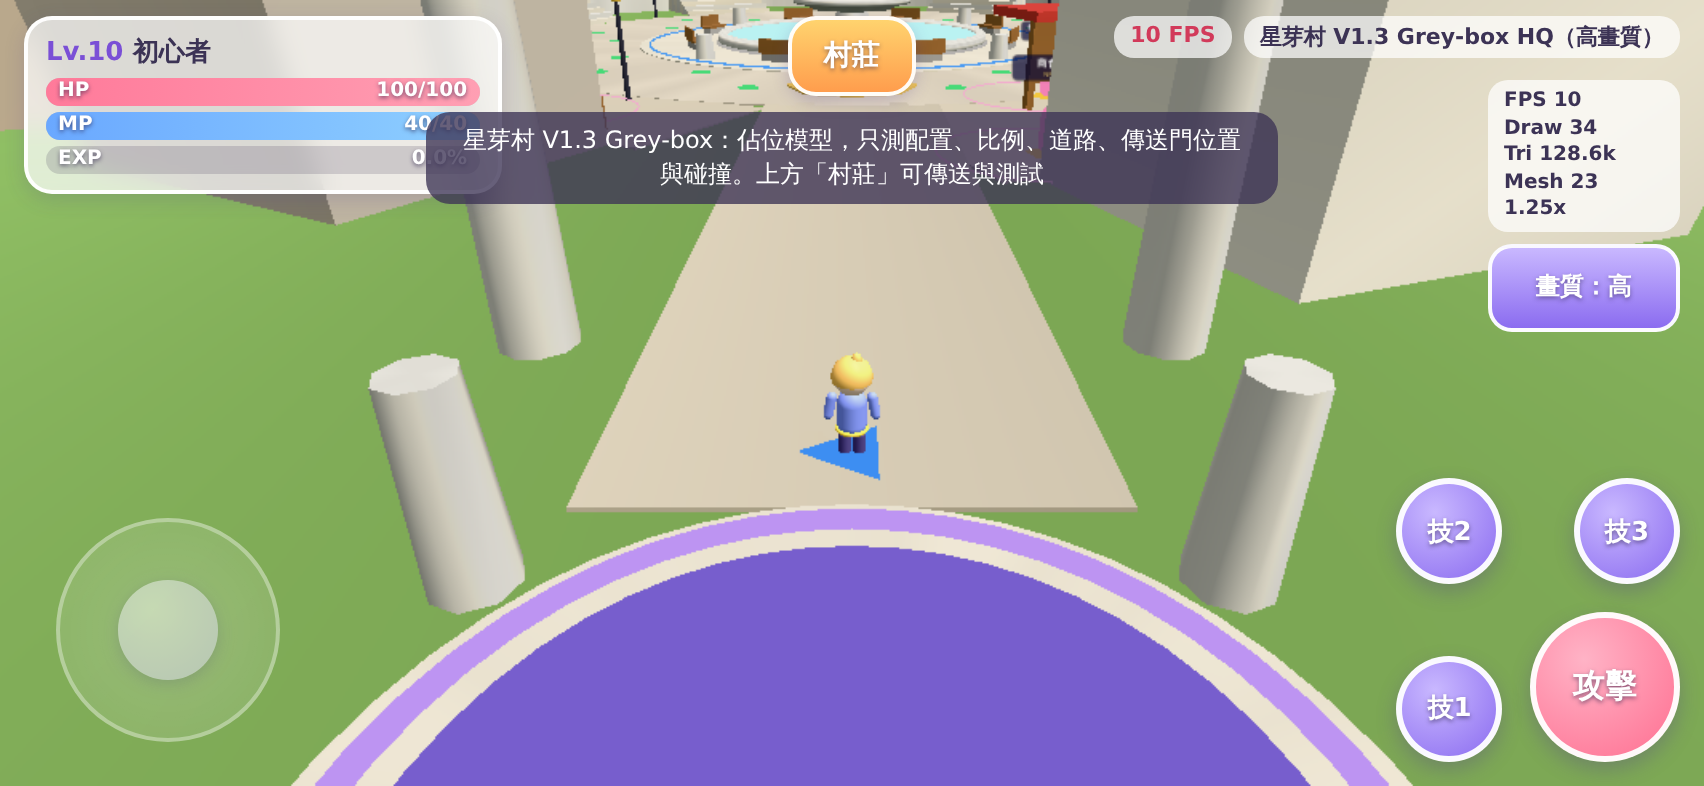 Lv.10 初心者
HP 100/100
MP 40/40
EXP 0.0%
村莊
10 FPS
星芽村 V1.3 Grey-box HQ（高畫質）
星芽村 V1.3 Grey-box：佔位模型，只測配置、比例、道路、傳送門位置
與碰撞。上方「村莊」可傳送與測試
FPS 10
Draw 34
Tri 128.6k
Mesh 23
1.25x
畫質：高
技2
技3
技1
攻擊